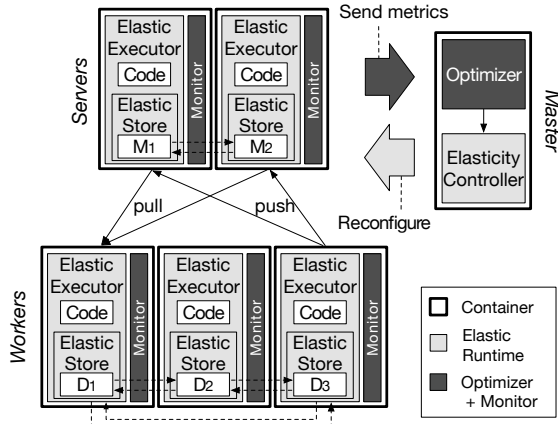 Send metrics
Servers
Elastic
Executor
Code
Elastic
Store
M1
Monitor
Elastic
Executor
Code
Elastic
Store
M2
Monitor
Optimizer
Elasticity
Controller
Master
Reconfigure
pull
push
Workers
Elastic
Executor
Code
Elastic
Store
D1
Monitor
Elastic
Executor
Code
Elastic
Store
D2
Monitor
Elastic
Executor
Code
Elastic
Store
D3
Monitor
Container
Elastic
Runtime
Optimizer
+ Monitor